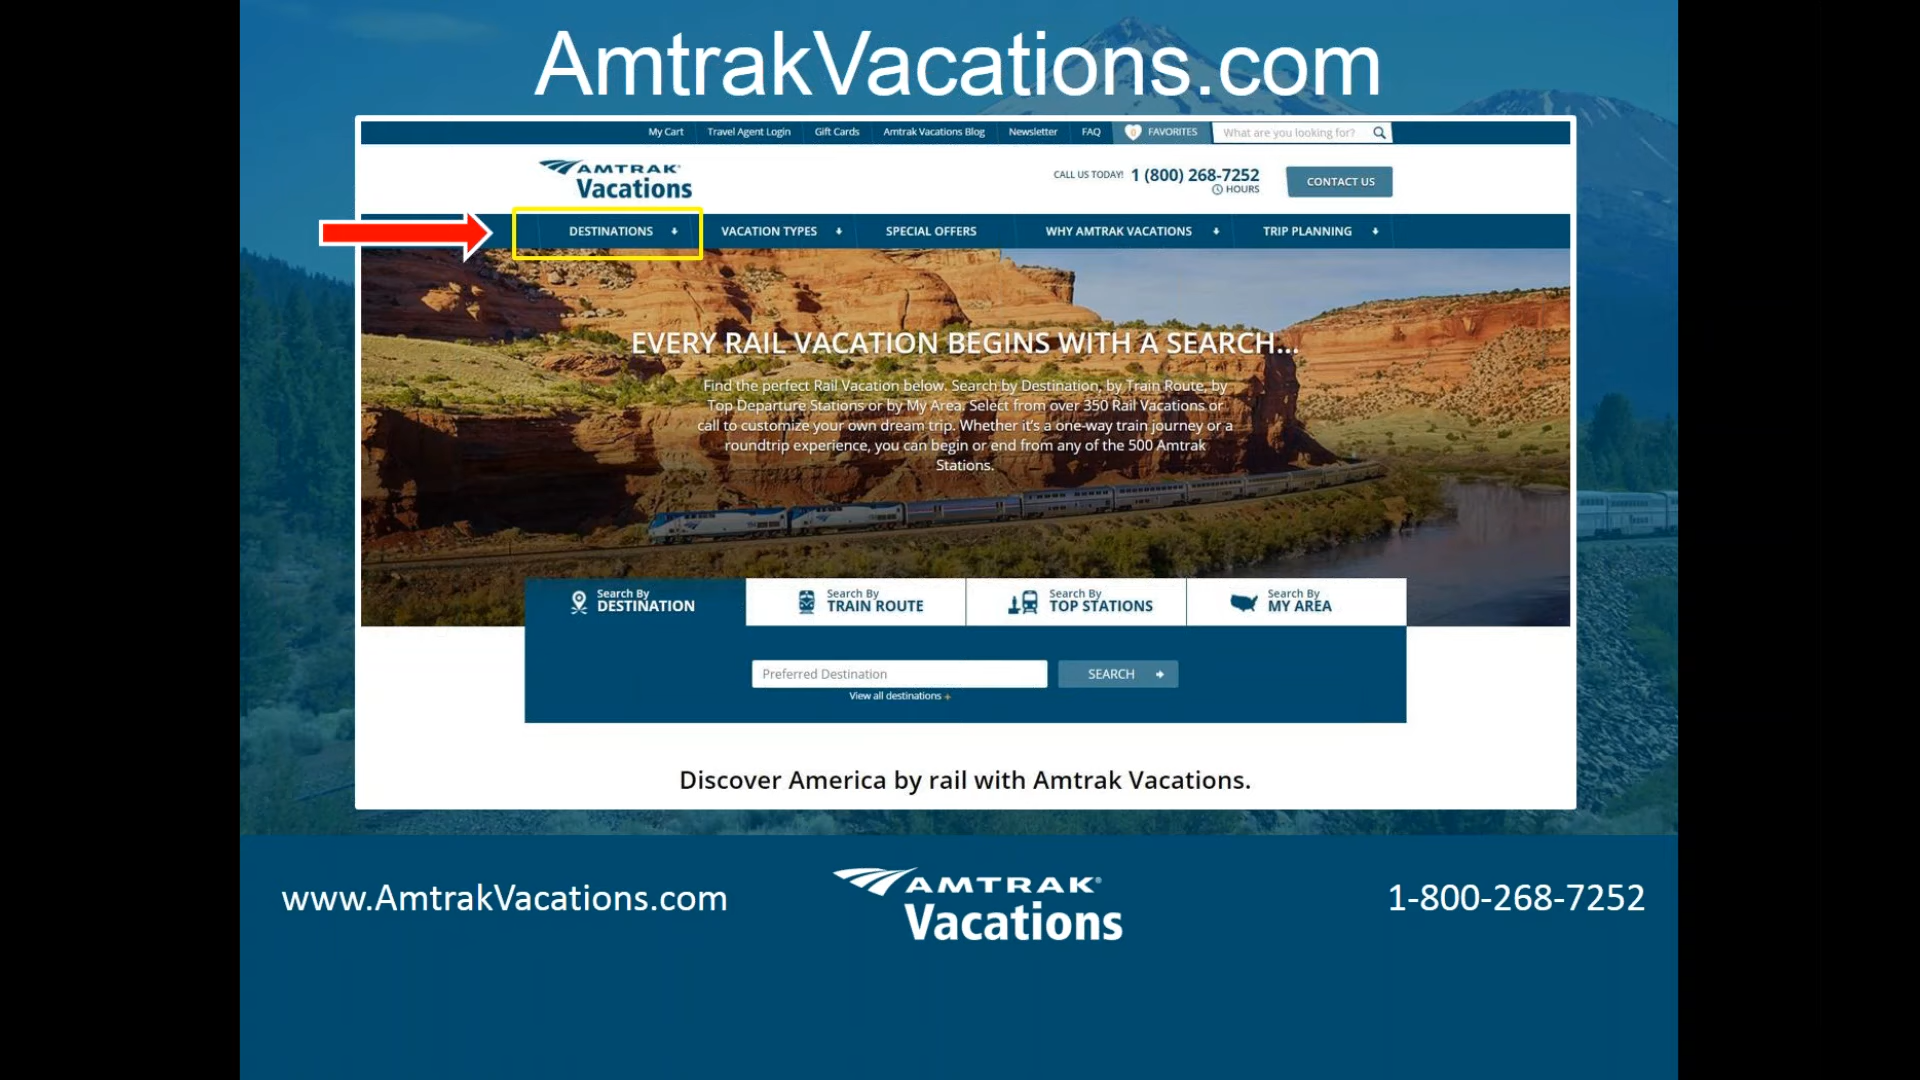 AmtrakVacations.com
My Cart Travel Agent Login Gift Cards Amtrak Vacations Blog Newsletter FAQ 0 FAVORITES What are you looking for?
AMTRAK
Vacations
CALL US TODAY! 1 (800) 268-7252
HOURS
CONTACT US
DESTINATIONS VACATION TYPES SPECIAL OFFERS WHY AMTRAK VACATIONS TRIP PLANNING
EVERY RAIL VACATION BEGINS WITH A SEARCH...
Find the perfect Rail Vacation below. Search by Destination, by Train Route, by
Top Departure Stations or by My Area. Select from over 350 Rail Vacations or
call to customize your own dream trip. Whether it's a one-way train journey or a
roundtrip experience, you can begin or end from any of the 500 Amtrak
Stations.
Search By
DESTINATION
Search By
TRAIN ROUTE
Search By
TOP STATIONS
Search By
MY AREA
Preferred Destination
SEARCH
View all destinations +
Discover America by rail with Amtrak Vacations.
www.AmtrakVacations.com
AMTRAK®
Vacations
1-800-268-7252